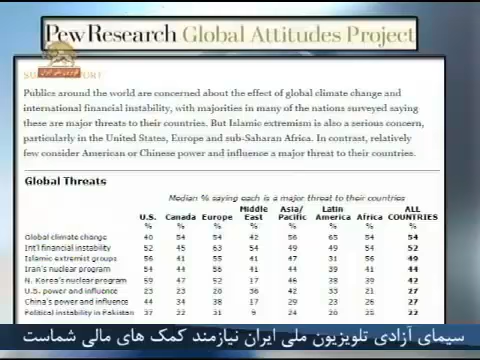 PewResearch Global Attitudes Project
Publics around the world are concerned about the effect of global climate change and
international financial instability, with majorities in many of the nations surveyed saying
these are major threats to their countries. But Islamic extremism is also a serious concern,
particularly in the United States, Europe and sub-Saharan Africa. In contrast, relatively
few consider American or Chinese power and influence a major threat to their countries.
Global Threats
Median % saying each is a major threat to their countries
U.S. Canada Europe Middle East Asia/Pacific Latin America Africa ALL COUNTRIES
% % % % % % % %
Global climate change 40 54 54 42 56 65 54 54
Int'l financial instability 52 45 63 54 49 49 54 52
Islamic extremist groups 56 41 55 41 47 31 56 49
Iran's nuclear program 54 44 56 41 44 39 41 44
N. Korea's nuclear program 59 47 52 17 46 38 39 42
U.S. power and influence 23 23 20 36 42 33 21 27
China's power and influence 44 34 38 17 29 23 26 27
Political instability in Pakistan 37 22 31 9 24 20 22 22
سیمای آزادی تلویزیون ملی ایران نیازمند کمک های مالی شماست